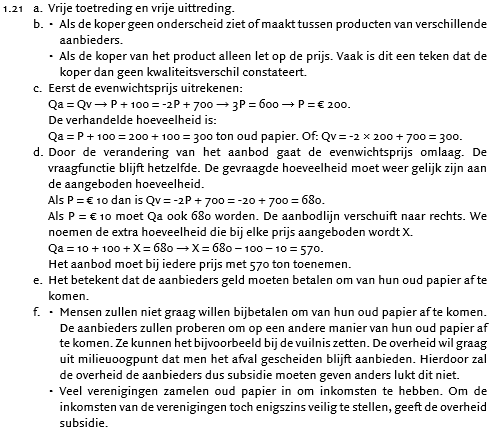 1.21 a. Vrije toetreding en vrije uittreding.
b. • Als de koper geen onderscheid ziet of maakt tussen producten van verschillende
aanbieders.
• Als de koper van het product alleen let op de prijs. Vaak is dit een teken dat de
koper dan geen kwaliteitsverschil constateert.
c. Eerst de evenwichtsprijs uitrekenen:
Qa = Qv → P + 100 = -2P + 700 → 3P = 600 → P = € 200.
De verhandelde hoeveelheid is:
Qa = P + 100 = 200 + 100 = 300 ton oud papier. Of: Qv = -2 × 200 + 700 = 300.
d. Door de verandering van het aanbod gaat de evenwichtsprijs omlaag. De
vraagfunctie blijft hetzelfde. De gevraagde hoeveelheid moet weer gelijk zijn aan
de aangeboden hoeveelheid.
Als P = € 10 dan is Qv = -2P + 700 = -20 + 700 = 680.
Als P = € 10 moet Qa ook 680 worden. De aanbodlijn verschuift naar rechts. We
noemen de extra hoeveelheid die bij elke prijs aangeboden wordt X.
Qa = 10 + 100 + X = 680 → X = 680 – 100 – 10 = 570.
Het aanbod moet bij iedere prijs met 570 ton toenemen.
e. Het betekent dat de aanbieders geld moeten betalen om van hun oud papier af te
komen.
f. • Mensen zullen niet graag willen bijbetalen om van hun oud papier af te komen.
De aanbieders zullen proberen om op een andere manier van hun oud papier af
te komen. Ze kunnen het bijvoorbeeld bij de vuilnis zetten. De overheid wil graag
uit milieuoogpunt dat men het afval gescheiden blijft aanbieden. Hierdoor zal
de overheid de aanbieders dus subsidie moeten geven anders lukt dit niet.
• Veel verenigingen zamelen oud papier in om inkomsten te hebben. Om de
inkomsten van de verenigingen toch enigszins veilig te stellen, geeft de overheid
subsidie.